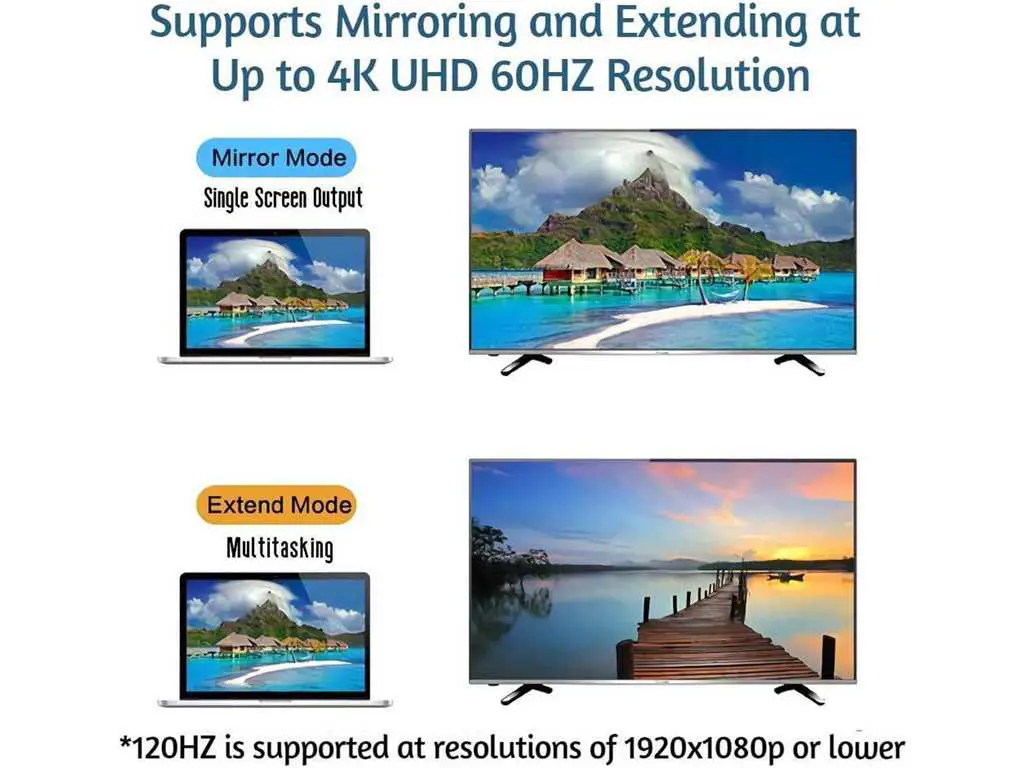 Supports Mirroring and Extending at
Up to 4K UHD 60HZ Resolution
Mirror Mode
Single Screen Output
Extend Mode
Multitasking
*120HZ is supported at resolutions of 1920x1080p or lower